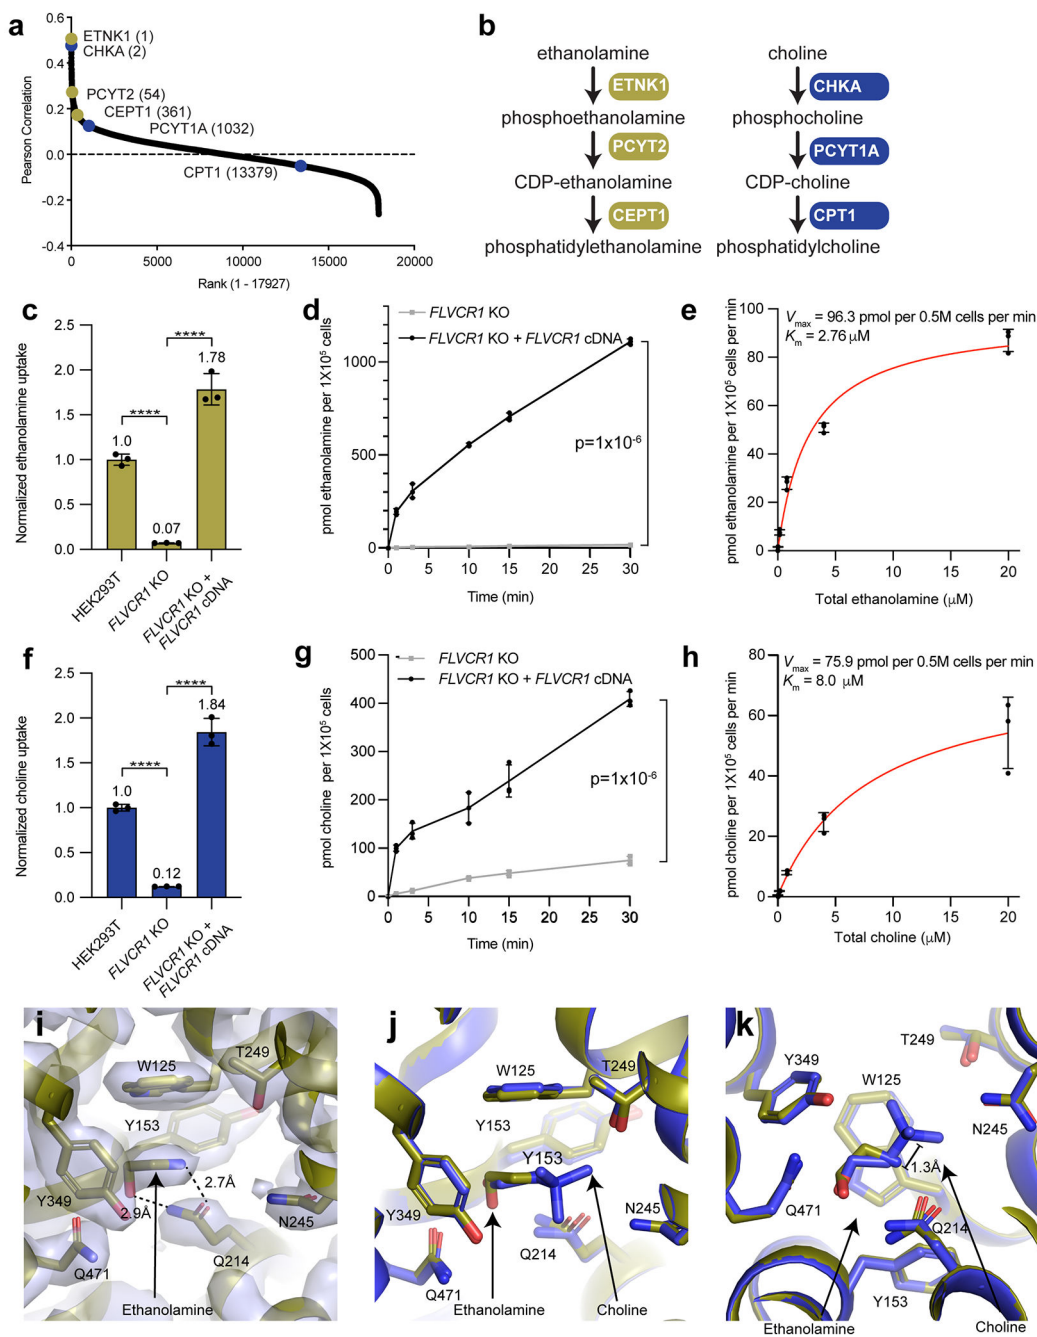 a
Pearson Correlation
0.6
0.4
0.2
0.0
-0.2
-0.4
ETNK1 (1)
CHKA (2)
PCYT2 (54)
CEPT1 (361)
PCYT1A (1032)
CPT1 (13379)
0
5000
10000
15000
20000
Rank (1 - 17927)
b
ethanolamine
ETNK1
phosphoethanolamine
PCYT2
CDP-ethanolamine
CEPT1
phosphatidylethanolamine
choline
CHKA
phosphocholine
PCYT1A
CDP-choline
CPT1
phosphatidylcholine
c
Normalized ethanolamine uptake
2.5
2.0
1.5
1.0
0.5
0.0
1.0
0.07
1.78
****
****
HEK293T
FLVCR1 KO
FLVCR1 KO +
FLVCR1 cDNA
d
pmol ethanolamine per 1X10⁵ cells
FLVCR1 KO
FLVCR1 KO + FLVCR1 cDNA
1000
500
0
p=1x10⁻⁶
0
5
10
15
20
25
30
Time (min)
e
pmol ethanolamine per 1X10⁵ cells per min
Vmax = 96.3 pmol per 0.5M cells per min
Km = 2.76 μM
100
80
60
40
20
0
0
5
10
15
20
Total ethanolamine (μM)
f
Normalized choline uptake
2.5
2.0
1.5
1.0
0.5
0.0
1.0
0.12
1.84
****
****
HEK293T
FLVCR1 KO
FLVCR1 KO +
FLVCR1 cDNA
g
pmol choline per 1X10⁵ cells
FLVCR1 KO
FLVCR1 KO + FLVCR1 cDNA
500
400
300
200
100
0
p=1x10⁻⁶
0
5
10
15
20
25
30
Time (min)
h
pmol choline per 1X10⁵ cells per min
Vmax = 75.9 pmol per 0.5M cells per min
Km = 8.0 μM
80
60
40
20
0
0
5
10
15
20
Total choline (μM)
i
T249
W125
Y153
2.7Å
Y349
2.9Å
N245
Q214
Q471
Ethanolamine
j
W125
T249
Y153
Y153
Y349
N245
Q214
Q471
Ethanolamine
Choline
k
T249
Y349
W125
N245
1.3Å
Q471
Q214
Y153
Ethanolamine
Choline